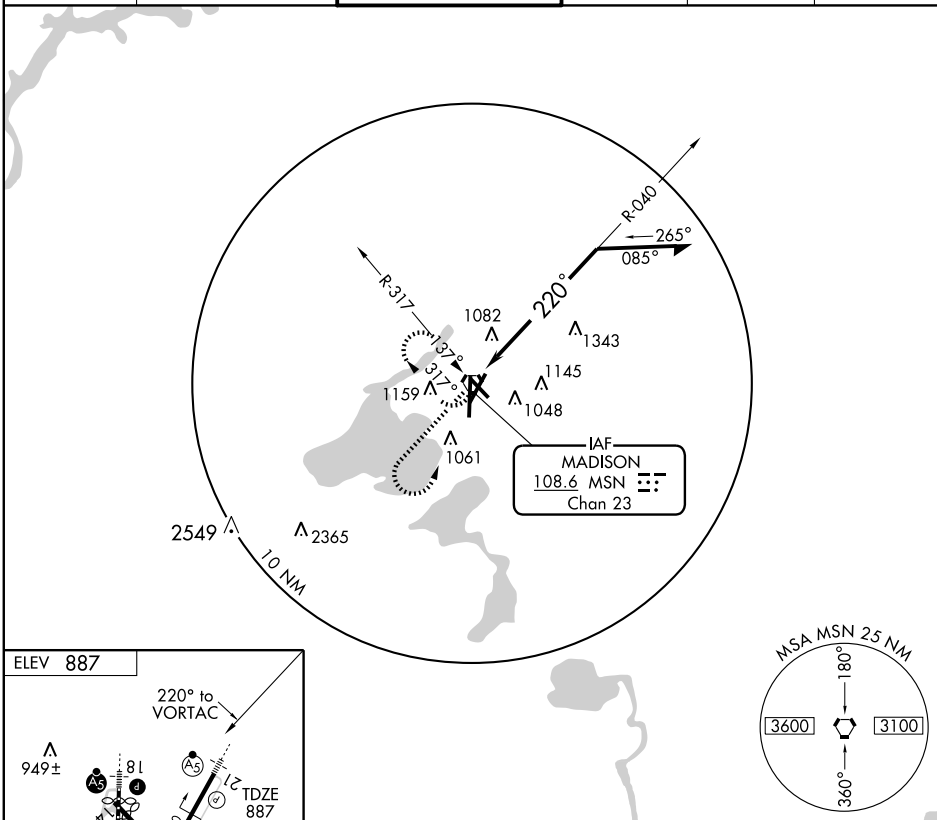 R-040
265°
085°
R-317
220°
1082
1343
137°
317°
1159
1145
1048
1061
IAF
MADISON
108.6 MSN
Chan 23
2549
2365
10 NM
ELEV 887
220° to
VORTAC
949±
A5
18
P
A5
21
P
TDZE
887
MSA MSN 25 NM
180°
3600
3100
360°